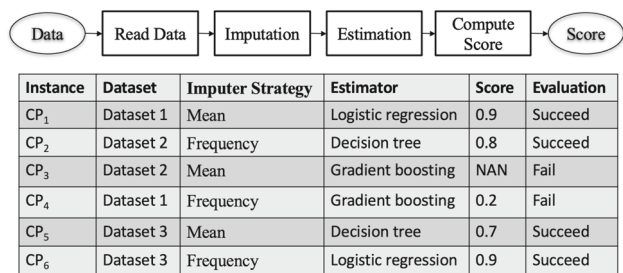 Data Read Data Imputation Estimation Compute Score Score
Instance Dataset Imputer Strategy Estimator Score Evaluation
CP₁ Dataset 1 Mean Logistic regression 0.9 Succeed
CP₂ Dataset 2 Frequency Decision tree 0.8 Succeed
CP₃ Dataset 2 Mean Gradient boosting NAN Fail
CP₄ Dataset 1 Frequency Gradient boosting 0.2 Fail
CP₅ Dataset 3 Mean Decision tree 0.7 Succeed
CP₆ Dataset 3 Frequency Logistic regression 0.9 Succeed